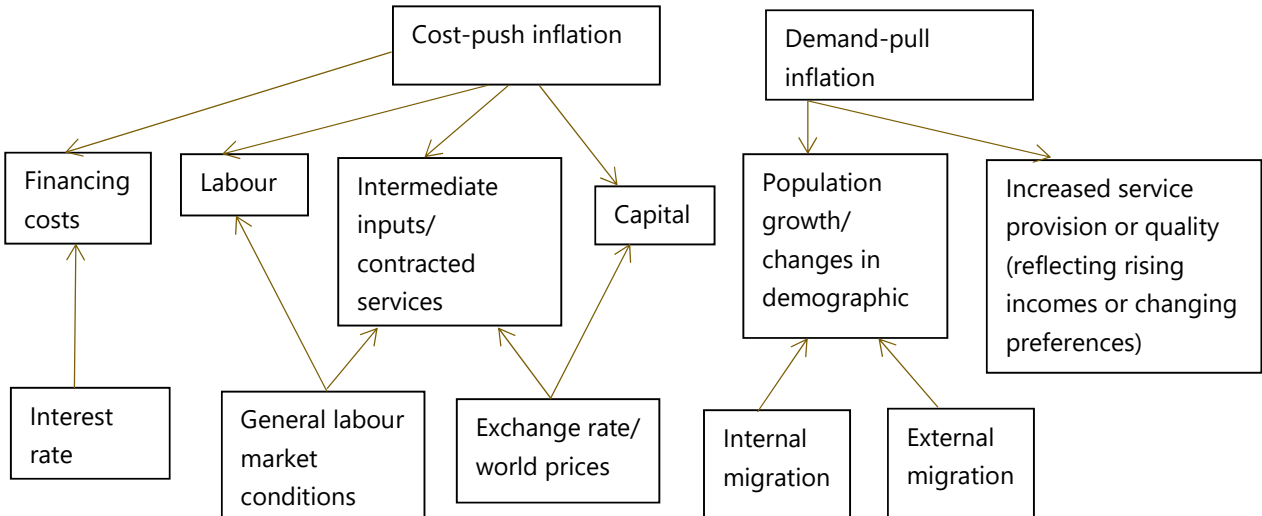 Cost-push inflation
Demand-pull
inflation
Financing
costs
Labour
Intermediate
inputs/
contracted
services
Capital
Population
growth/
changes in
demographic
Increased service
provision or quality
(reflecting rising
incomes or changing
preferences)
Interest
rate
General labour
market
conditions
Exchange rate/
world prices
Internal
migration
External
migration